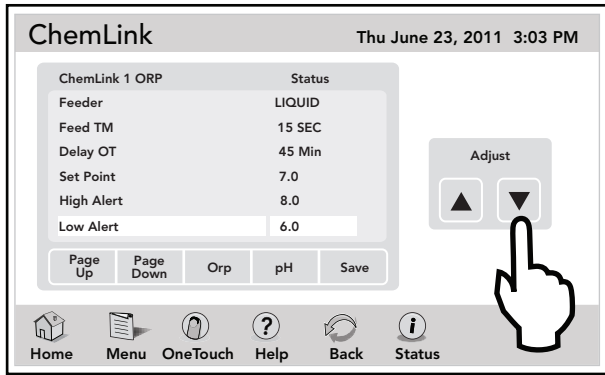 ChemLink Thu June 23, 2011 3:03 PM
ChemLink 1 ORP Status
Feeder LIQUID
Feed TM 15 SEC
Delay OT 45 Min
Set Point 7.0
High Alert 8.0
Low Alert 6.0
Adjust
Page Up Page Down Orp pH Save
Home Menu OneTouch Help Back Status